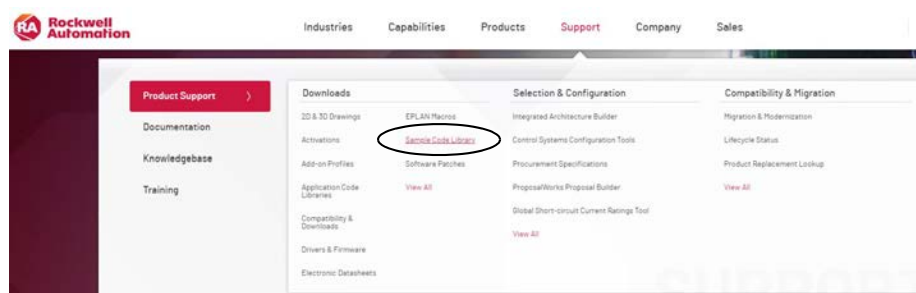 RA
Rockwell
Automation
Industries
Capabilities
Products
Support
Company
Sales
Product Support
Documentation
Knowledgebase
Training
Downloads
2D & 3D Drawings
Activations
Add-on Profiles
Application Code
Libraries
Compatibility &
Downloads
Drivers & Firmware
Electronic Datasheets
EPLAN Macros
Sample Code Library
Software Patches
View All
Selection & Configuration
Integrated Architecture Builder
Control Systems Configuration Tools
Procurement Specifications
ProposalWorks Proposal Builder
Global Short-circuit Current Ratings Tool
View All
Compatibility & Migration
Migration & Modernization
Lifecycle Status
Product Replacement Lookup
View All
SUPPORT